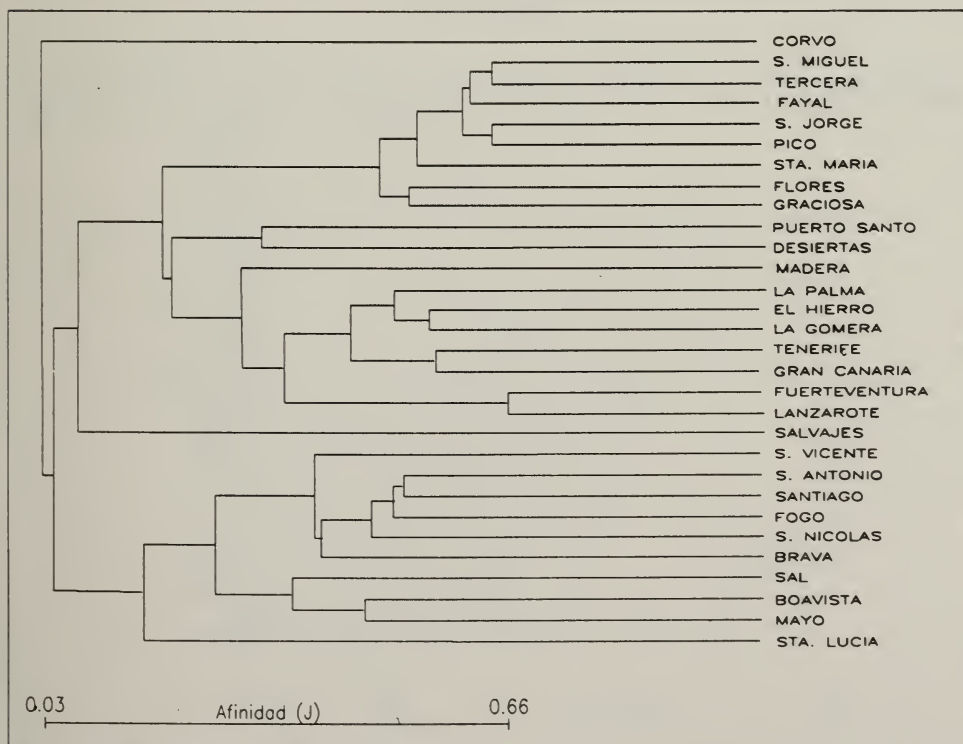 CORVO
S. MIGUEL
TERCERA
FAYAL
S. JORGE
PICO
STA. MARIA
FLORES
GRACIOSA
PUERTO SANTO
DESIERTAS
MADERA
LA PALMA
EL HIERRO
LA GOMERA
TENERIFE
GRAN CANARIA
FUERTEVENTURA
LANZAROTE
SALVAJES
S. VICENTE
S. ANTONIO
SANTIAGO
FOGO
S. NICOLAS
BRAVA
SAL
BOAVISTA
MAYO
STA. LUCIA
0.03 Afinidad (J) 0.66